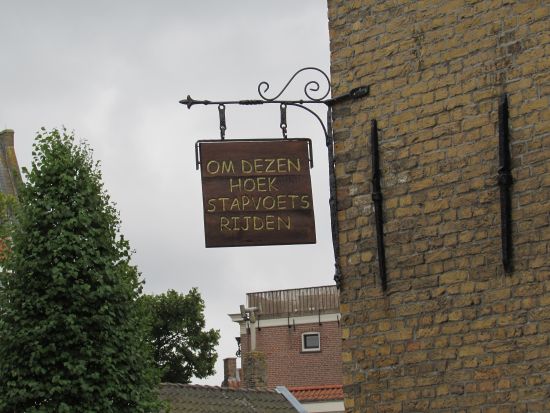 OM DEZEN
HOEK
STAPVOETS
RIJDEN